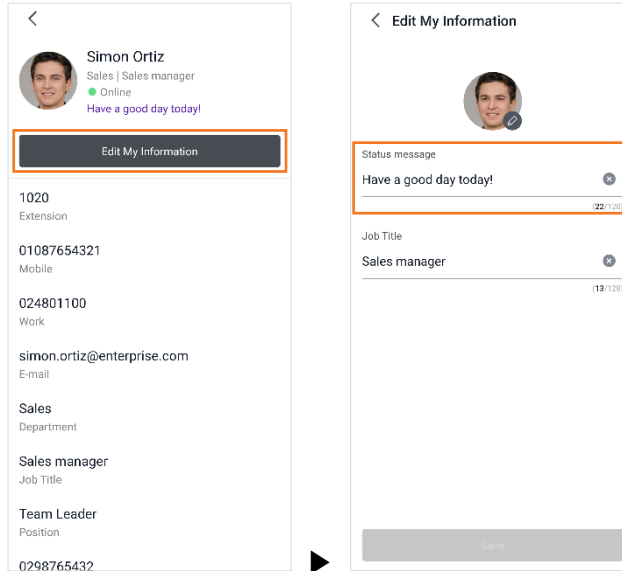 Simon Ortiz
Sales | Sales manager
Online
Have a good day today!
Edit My Information
1020
Extension
01087654321
Mobile
024801100
Work
simon.ortiz@enterprise.com
E-mail
Sales
Department
Sales manager
Job Title
Team Leader
Position
0298765432
Edit My Information
Status message
Have a good day today!
(22/128)
Job Title
Sales manager
(13/128)
Save